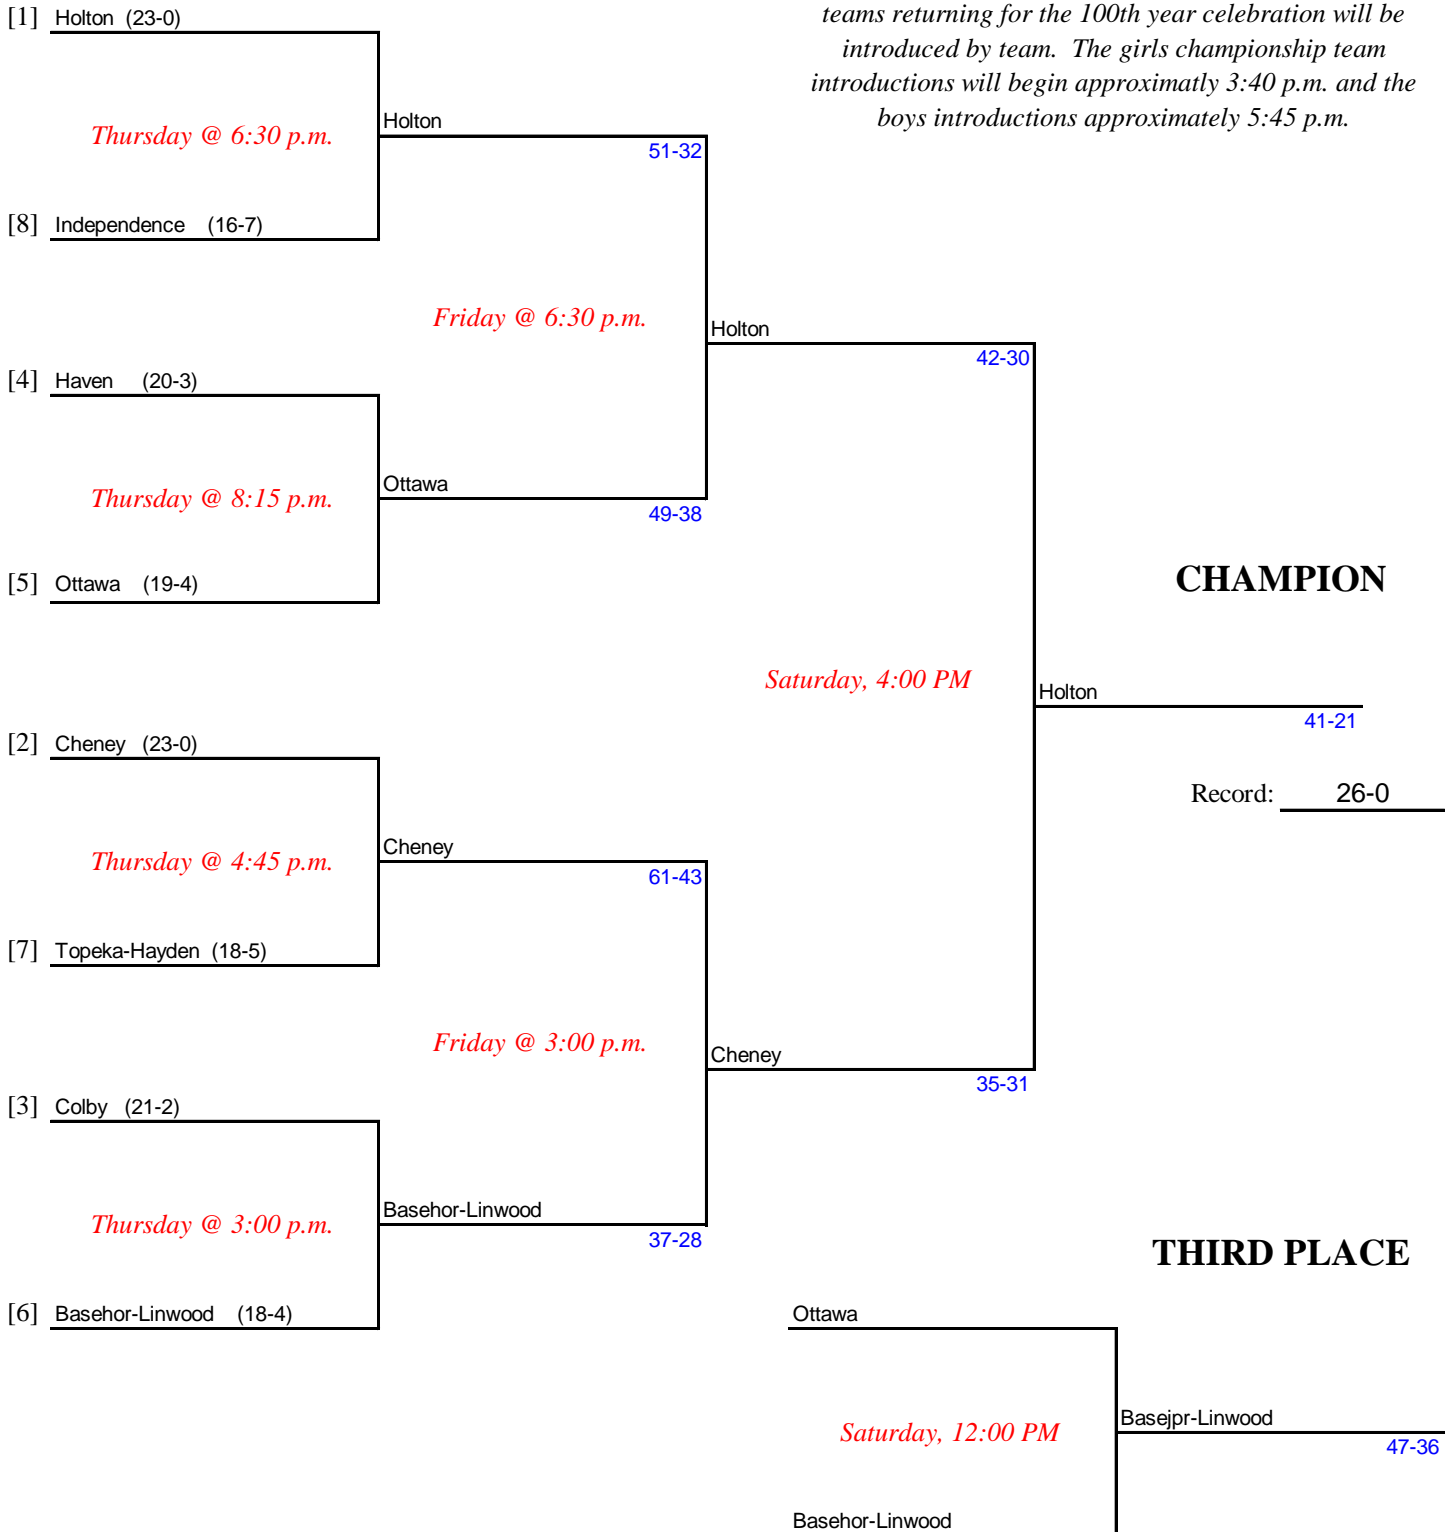 [1] Holton (23-0)
teams returning for the 100th year celebration will be
introduced by team. The girls championship team
introductions will begin approximatly 3:40 p.m. and the
boys introductions approximately 5:45 p.m.
Thursday @ 6:30 p.m.
Holton
51-32
[8] Independence (16-7)
Friday @ 6:30 p.m.
Holton
42-30
[4] Haven (20-3)
Thursday @ 8:15 p.m.
Ottawa
49-38
[5] Ottawa (19-4)
CHAMPION
Saturday, 4:00 PM
Holton
41-21
Record: 26-0
[2] Cheney (23-0)
Thursday @ 4:45 p.m.
Cheney
61-43
[7] Topeka-Hayden (18-5)
Friday @ 3:00 p.m.
Cheney
35-31
[3] Colby (21-2)
Thursday @ 3:00 p.m.
Basehor-Linwood
37-28
[6] Basehor-Linwood (18-4)
THIRD PLACE
Ottawa
Saturday, 12:00 PM
Basejpr-Linwood
47-36
Basehor-Linwood